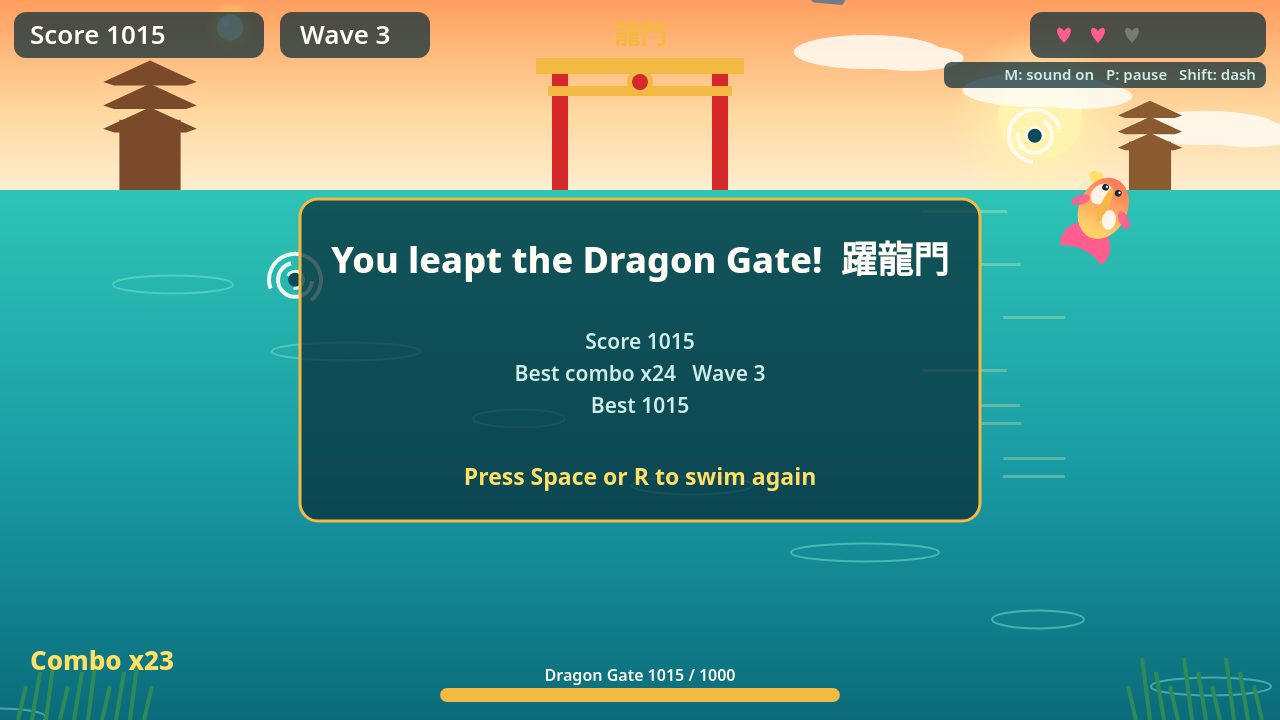 Score 1015
Wave 3
龍門
M: sound on P: pause Shift: dash
You leapt the Dragon Gate! 躍龍門
Score 1015
Best combo x24 Wave 3
Best 1015
Press Space or R to swim again
Combo x23
Dragon Gate 1015 / 1000